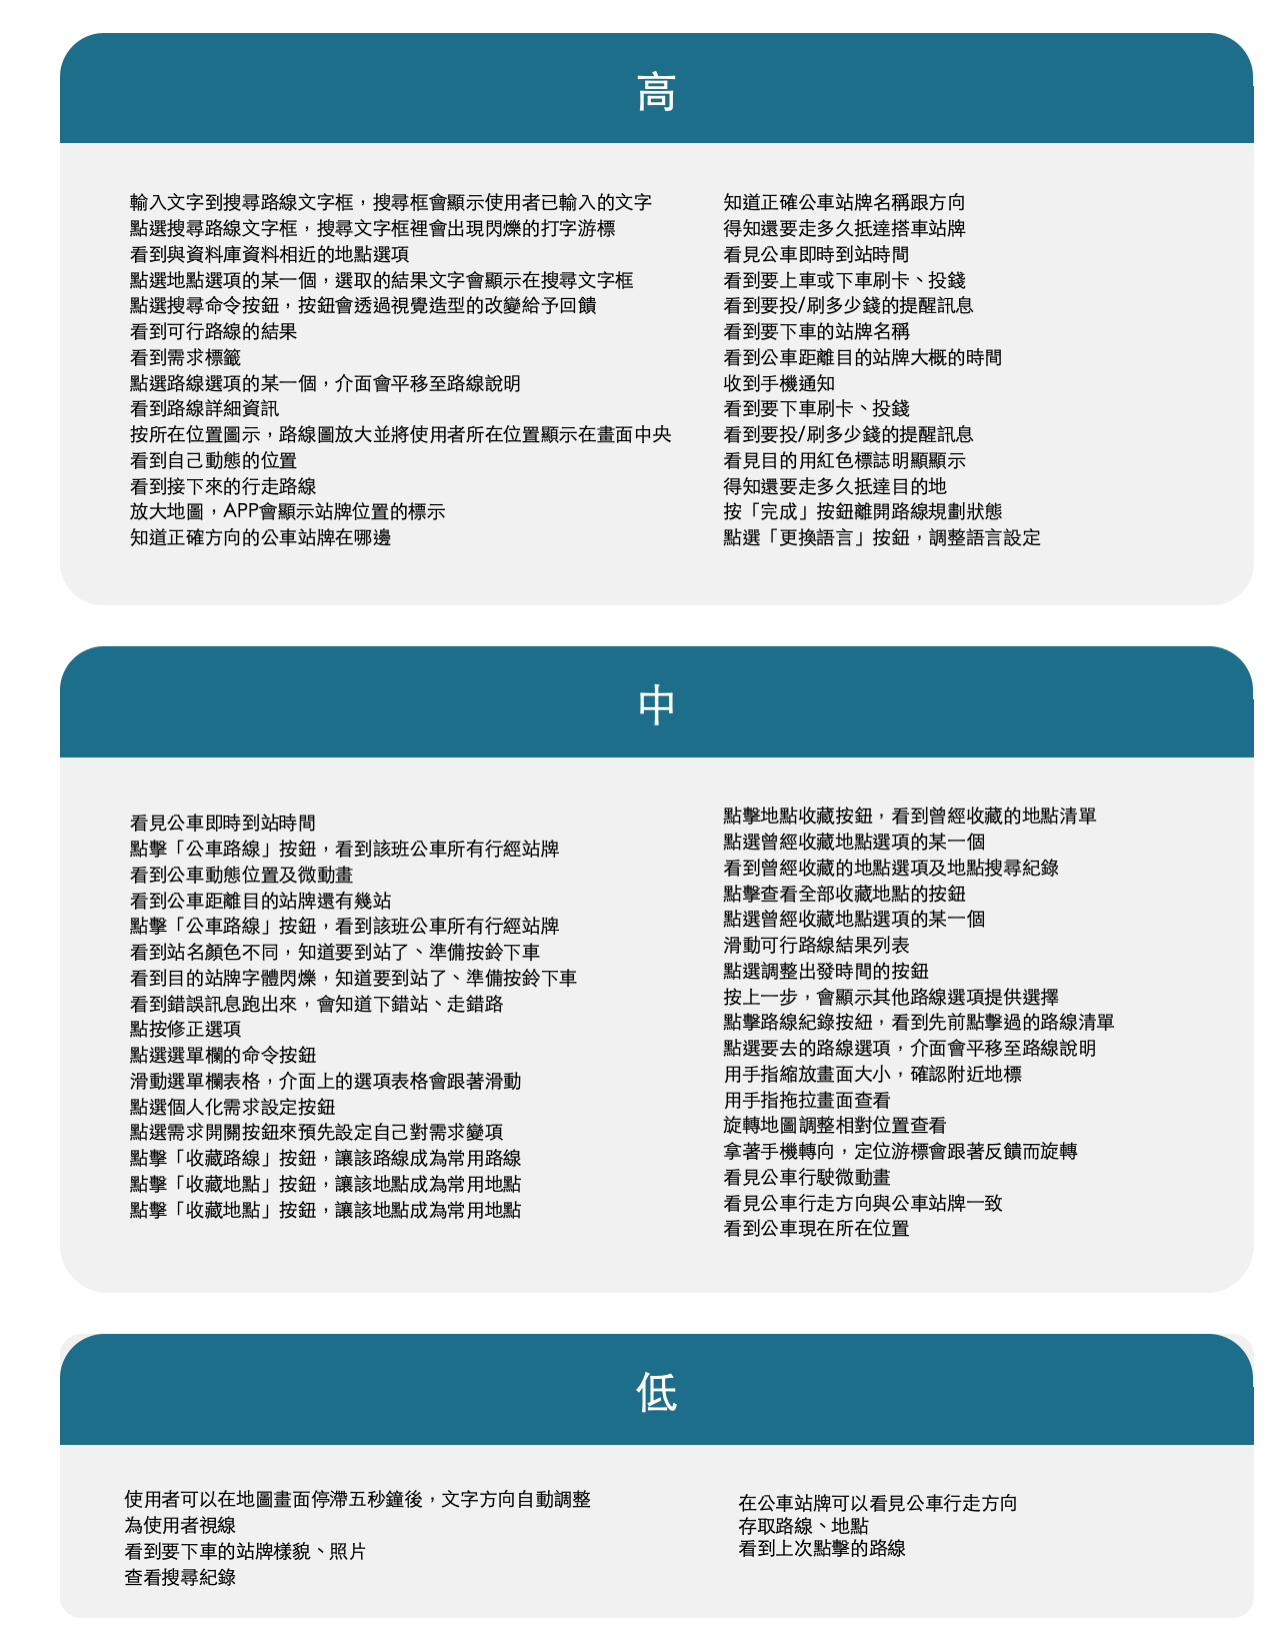 高
輸入文字到搜尋路線文字框，搜尋框會顯示使用者已輸入的文字
點選搜尋路線文字框，搜尋文字框裡會出現閃爍的打字游標
看到與資料庫資料相近的地點選項
點選地點選項的某一個，選取的結果文字會顯示在搜尋文字框
點選搜尋命令按鈕，按鈕會透過視覺造型的改變給予回饋
看到可行路線的結果
看到需求標籤
點選路線選項的某一個，介面會平移至路線說明
看到路線詳細資訊
按所在位置圖示，路線圖放大並將使用者所在位置顯示在畫面中央
看到自己動態的位置
看到接下來的行走路線
放大地圖，APP會顯示站牌位置的標示
知道正確方向的公車站牌在哪邊
知道正確公車站牌名稱跟方向
得知還要走多久抵達搭車站牌
看見公車即時到站時間
看到要上車或下車刷卡、投錢
看到要投/刷多少錢的提醒訊息
看到要下車的站牌名稱
看到公車距離目的站牌大概的時間
收到手機通知
看到要下車刷卡、投錢
看到要投/刷多少錢的提醒訊息
看見目的用紅色標誌明顯顯示
得知還要走多久抵達目的地
按「完成」按鈕離開路線規劃狀態
點選「更換語言」按鈕，調整語言設定
中
看見公車即時到站時間
點擊「公車路線」按鈕，看到該班公車所有行經站牌
看到公車動態位置及微動畫
看到公車距離目的站牌還有幾站
點擊「公車路線」按鈕，看到該班公車所有行經站牌
看到站名顏色不同，知道要到站了、準備按鈴下車
看到目的站牌字體閃爍，知道要到站了、準備按鈴下車
看到錯誤訊息跑出來，會知道下錯站、走錯路
點按修正選項
點選選單欄的命令按鈕
滑動選單欄表格，介面上的選項表格會跟著滑動
點選個人化需求設定按鈕
點選需求開關按鈕來預先設定自己對需求變項
點擊「收藏路線」按鈕，讓該路線成為常用路線
點擊「收藏地點」按鈕，讓該地點成為常用地點
點擊「收藏地點」按鈕，讓該地點成為常用地點
點擊地點收藏按鈕，看到曾經收藏的地點清單
點選曾經收藏地點選項的某一個
看到曾經收藏的地點選項及地點搜尋紀錄
點擊查看全部收藏地點的按鈕
點選曾經收藏地點選項的某一個
滑動可行路線結果列表
點選調整出發時間的按鈕
按上一步，會顯示其他路線選項提供選擇
點擊路線紀錄按紐，看到先前點擊過的路線清單
點選要去的路線選項，介面會平移至路線說明
用手指縮放畫面大小，確認附近地標
用手指拖拉畫面查看
旋轉地圖調整相對位置查看
拿著手機轉向，定位游標會跟著反饋而旋轉
看見公車行駛微動畫
看見公車行走方向與公車站牌一致
看到公車現在所在位置
低
使用者可以在地圖畫面停滯五秒鐘後，文字方向自動調整
為使用者視線
看到要下車的站牌樣貌、照片
查看搜尋紀錄
在公車站牌可以看見公車行走方向
存取路線、地點
看到上次點擊的路線